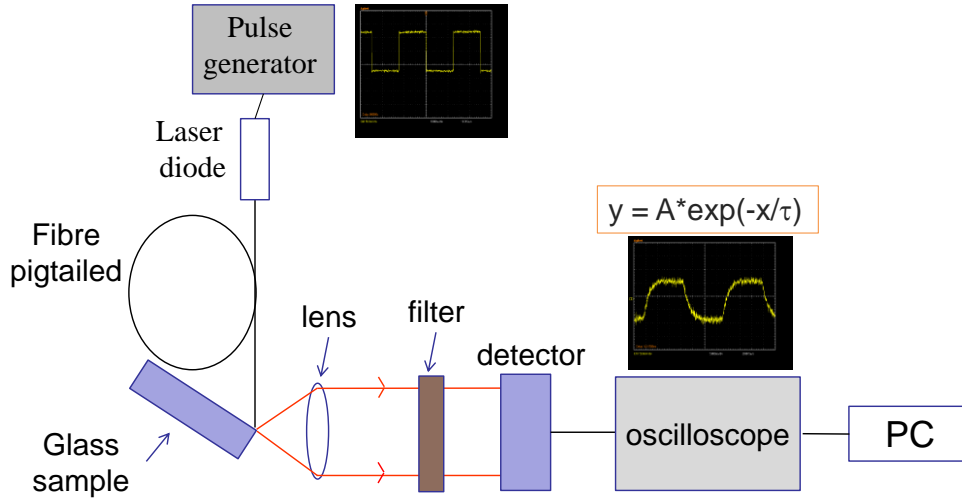 Pulse
generator
Laser
diode
Fibre
pigtailed
y = A*exp(-x/τ)
lens
filter
detector
Glass
sample
oscilloscope
PC